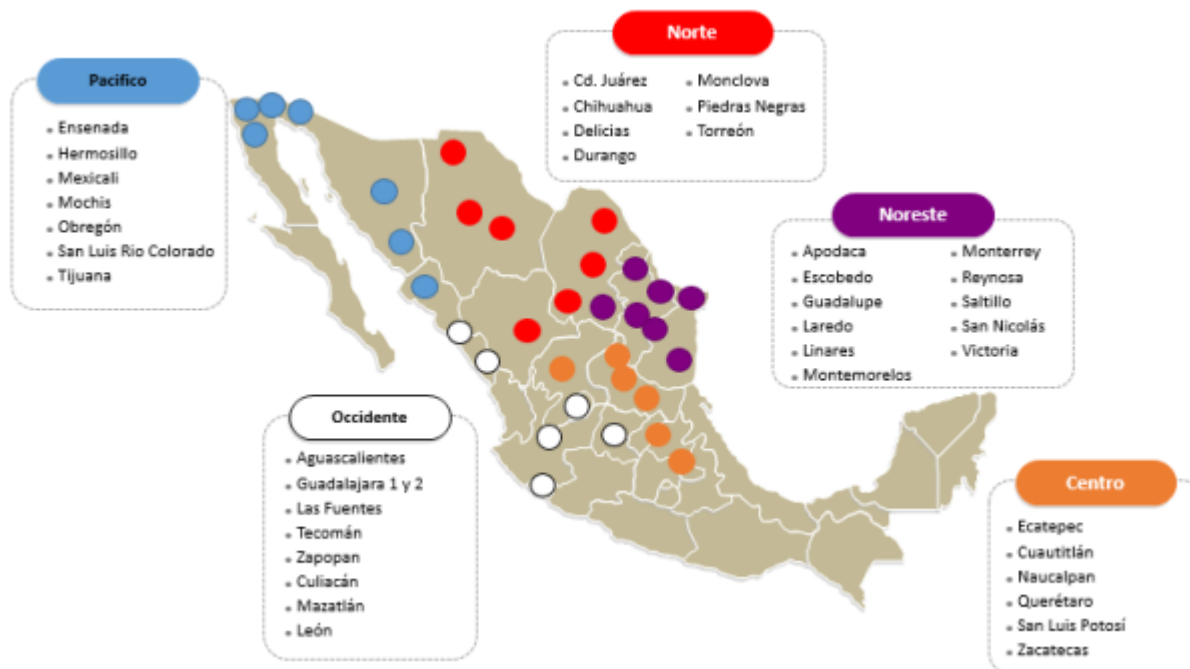 Norte
• Cd. Juárez
• Chihuahua
• Delicias
• Durango
• Monclova
• Piedras Negras
• Torreón
Pacifico
• Ensenada
• Hermosillo
• Mexicali
• Mochis
• Obregón
• San Luis Rio Colorado
• Tijuana
Noreste
• Apodaca
• Escobedo
• Guadalupe
• Laredo
• Linares
• Montemorelos
• Monterrey
• Reynosa
• Saltillo
• San Nicolás
• Victoria
Occidente
• Aguascalientes
• Guadalajara 1 y 2
• Las Fuentes
• Tecomán
• Zapopan
• Culiacán
• Mazatlán
• León
Centro
• Ecatepec
• Cuautitlán
• Naucalpan
• Querétaro
• San Luis Potosí
• Zacatecas